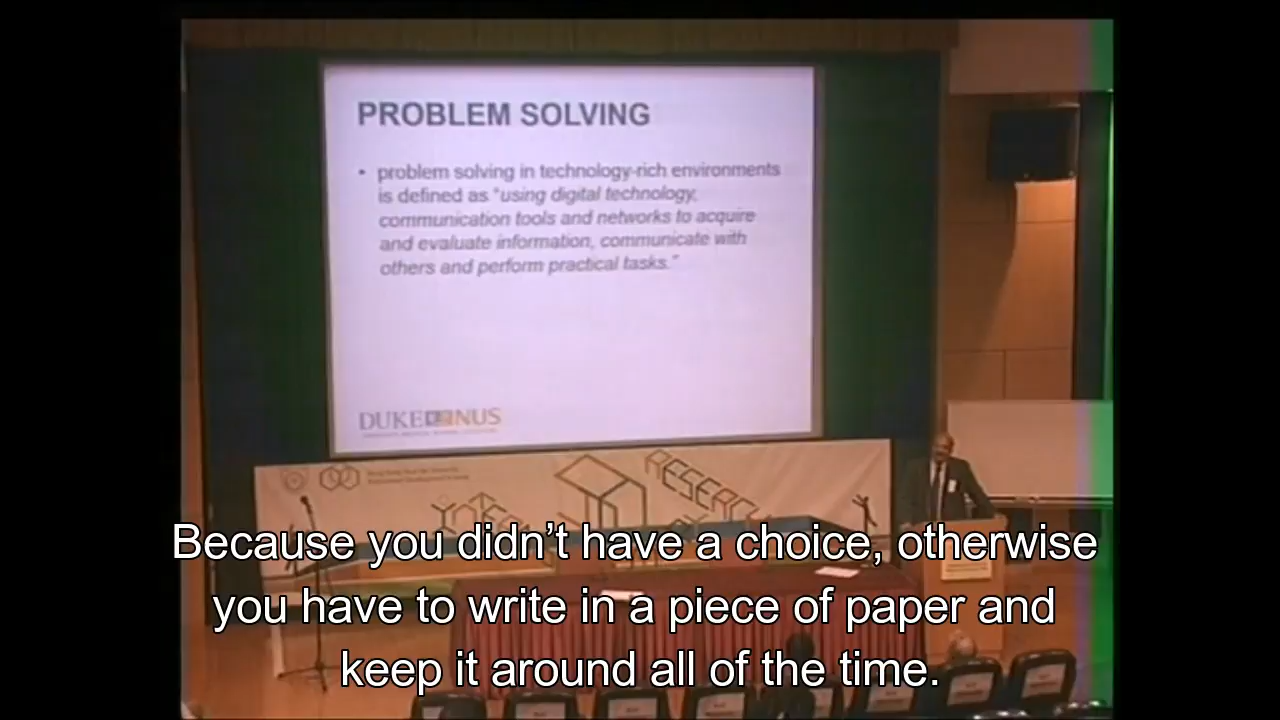 PROBLEM SOLVING
• problem solving in technology-rich environments
is defined as "using digital technology,
communication tools and networks to acquire
and evaluate information, communicate with
others and perform practical tasks."
DUKE NUS
RESEARCH
Because you didn't have a choice, otherwise
you have to write in a piece of paper and
keep it around all of the time.